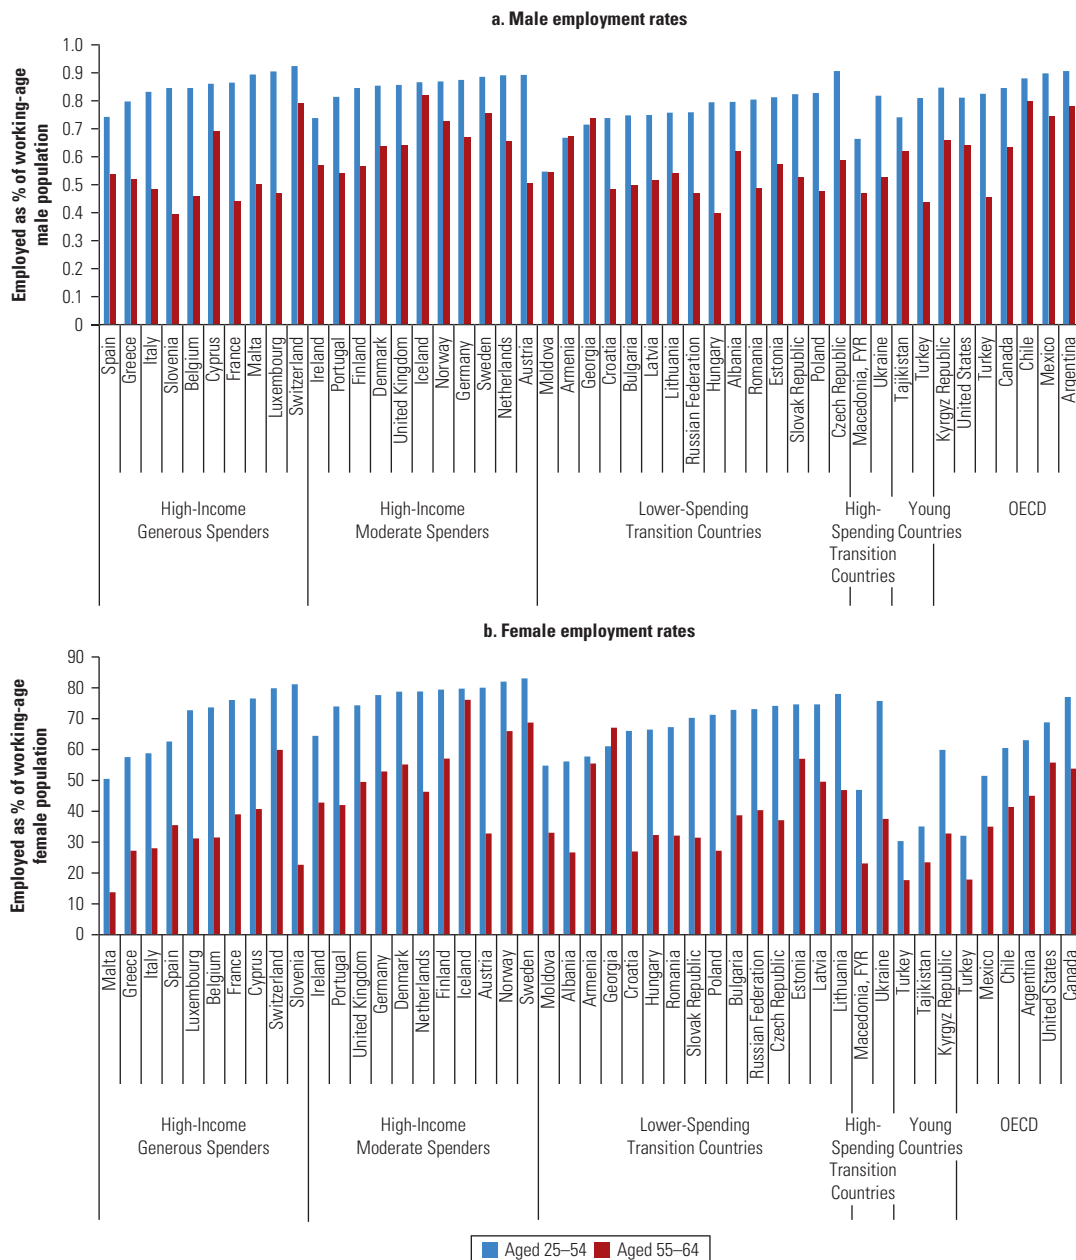 a. Male employment rates
Employed as % of working-age
male population
1.0
0.9
0.8
0.7
0.6
0.5
0.4
0.3
0.2
0.1
0
Spain
Greece
Italy
Slovenia
Belgium
Cyprus
France
Malta
Luxembourg
Switzerland
Ireland
Portugal
Finland
Denmark
United Kingdom
Iceland
Norway
Germany
Sweden
Netherlands
Austria
Moldova
Armenia
Georgia
Croatia
Bulgaria
Latvia
Lithuania
Russian Federation
Hungary
Albania
Romania
Estonia
Slovak Republic
Poland
Czech Republic
Macedonia, FYR
Ukraine
Tajikistan
Turkey
Kyrgyz Republic
United States
Turkey
Canada
Chile
Mexico
Argentina
High-Income
Generous Spenders
High-Income
Moderate Spenders
Lower-Spending
Transition Countries
High-
Spending
Transition
Countries
Young
Countries
OECD
b. Female employment rates
Employed as % of working-age
female population
90
80
70
60
50
40
30
20
10
0
Malta
Greece
Italy
Spain
Luxembourg
Belgium
France
Cyprus
Switzerland
Slovenia
Ireland
Portugal
United Kingdom
Germany
Denmark
Netherlands
Finland
Iceland
Austria
Norway
Sweden
Moldova
Albania
Armenia
Georgia
Croatia
Hungary
Romania
Slovak Republic
Poland
Bulgaria
Russian Federation
Czech Republic
Estonia
Latvia
Lithuania
Macedonia, FYR
Ukraine
Turkey
Tajikistan
Kyrgyz Republic
Turkey
Mexico
Chile
Argentina
United States
Canada
High-Income
Generous Spenders
High-Income
Moderate Spenders
Lower-Spending
Transition Countries
High-
Spending
Transition
Countries
Young
Countries
OECD
Aged 25–54
Aged 55–64